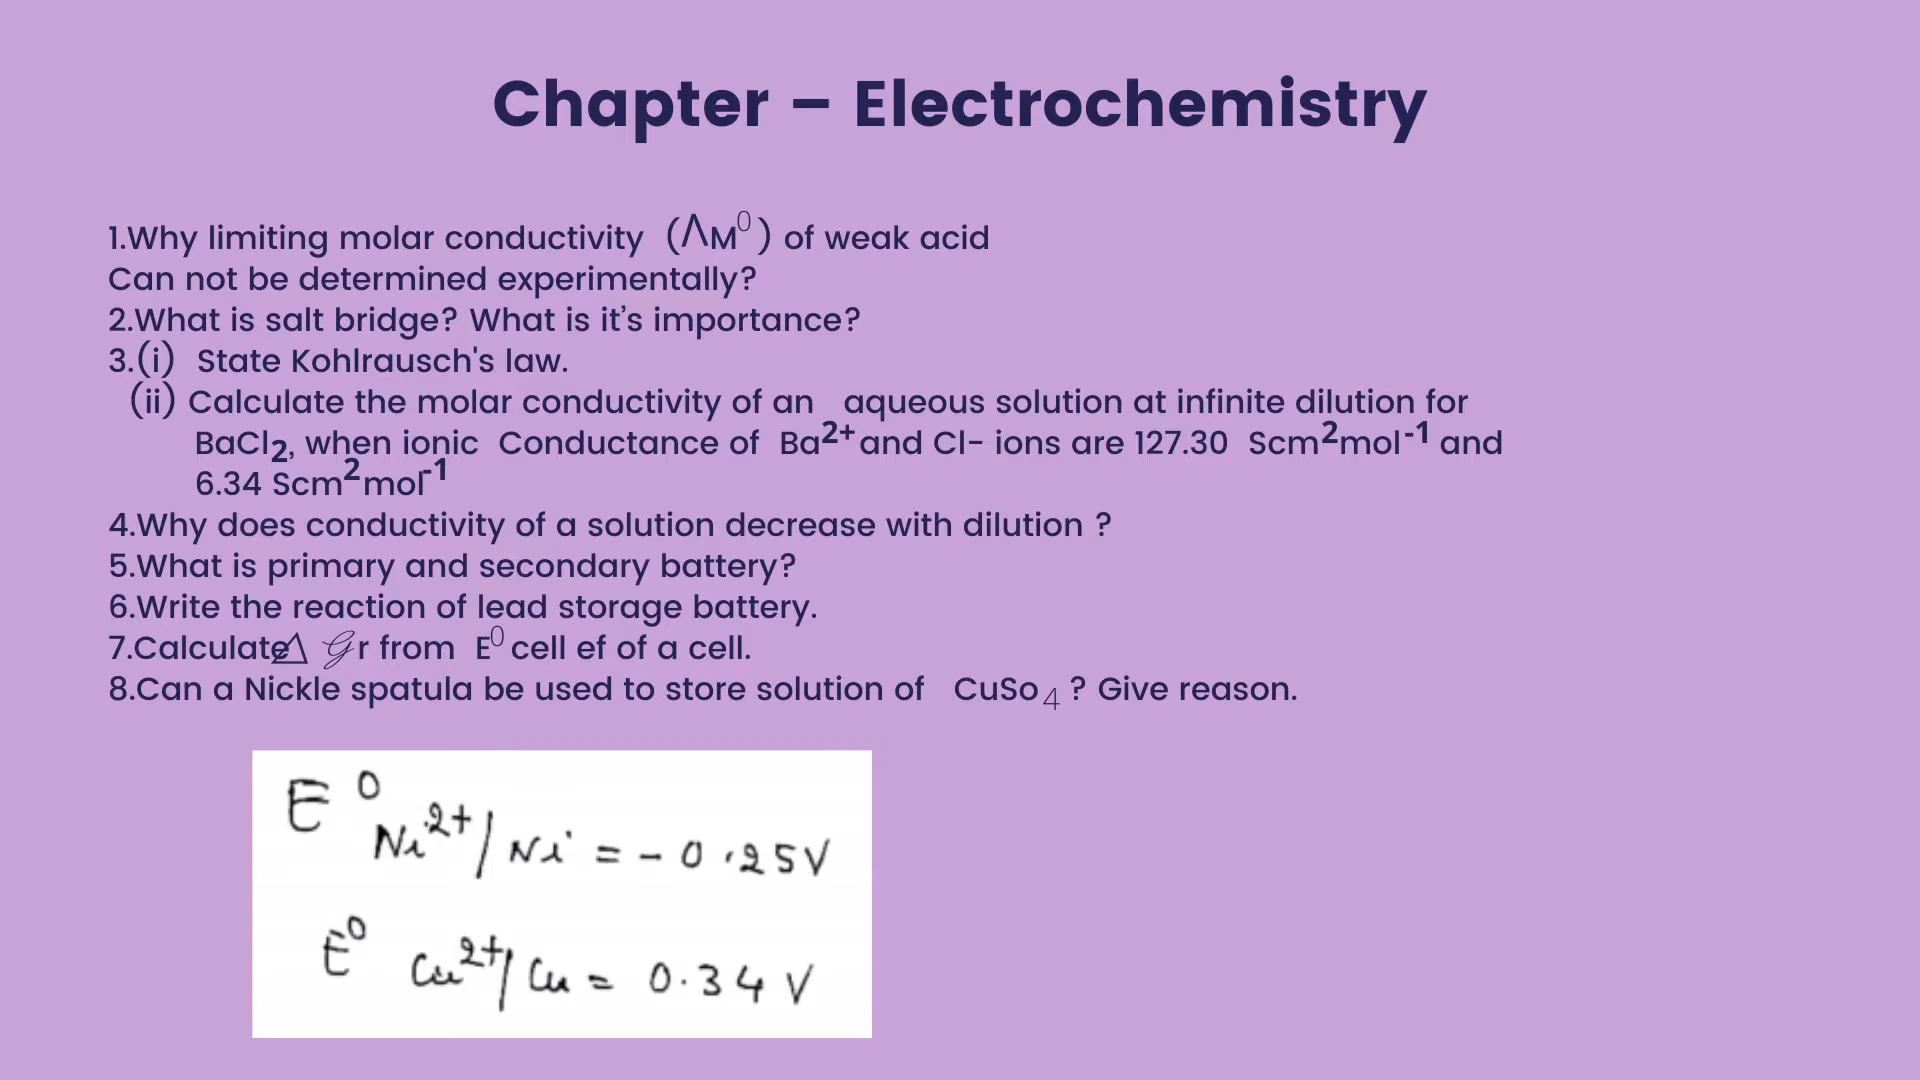 Chapter – Electrochemistry
1.Why limiting molar conductivity (ΛM⁰) of weak acid
Can not be determined experimentally?
2.What is salt bridge? What is it’s importance?
3.(i) State Kohlrausch's law.
(ii) Calculate the molar conductivity of an aqueous solution at infinite dilution for
BaCl₂, when ionic Conductance of Ba²⁺and Cl– ions are 127.30 Scm²mol⁻¹ and
6.34 Scm²mol⁻¹
4.Why does conductivity of a solution decrease with dilution ?
5.What is primary and secondary battery?
6.Write the reaction of lead storage battery.
7.Calculate△ 𝒢r from E⁰cell ef of a cell.
8.Can a Nickle spatula be used to store solution of CuSo₄ ? Give reason.
E⁰ Ni²⁺/Ni = – 0.25V
E⁰ Cu²⁺/Cu = 0.34 V